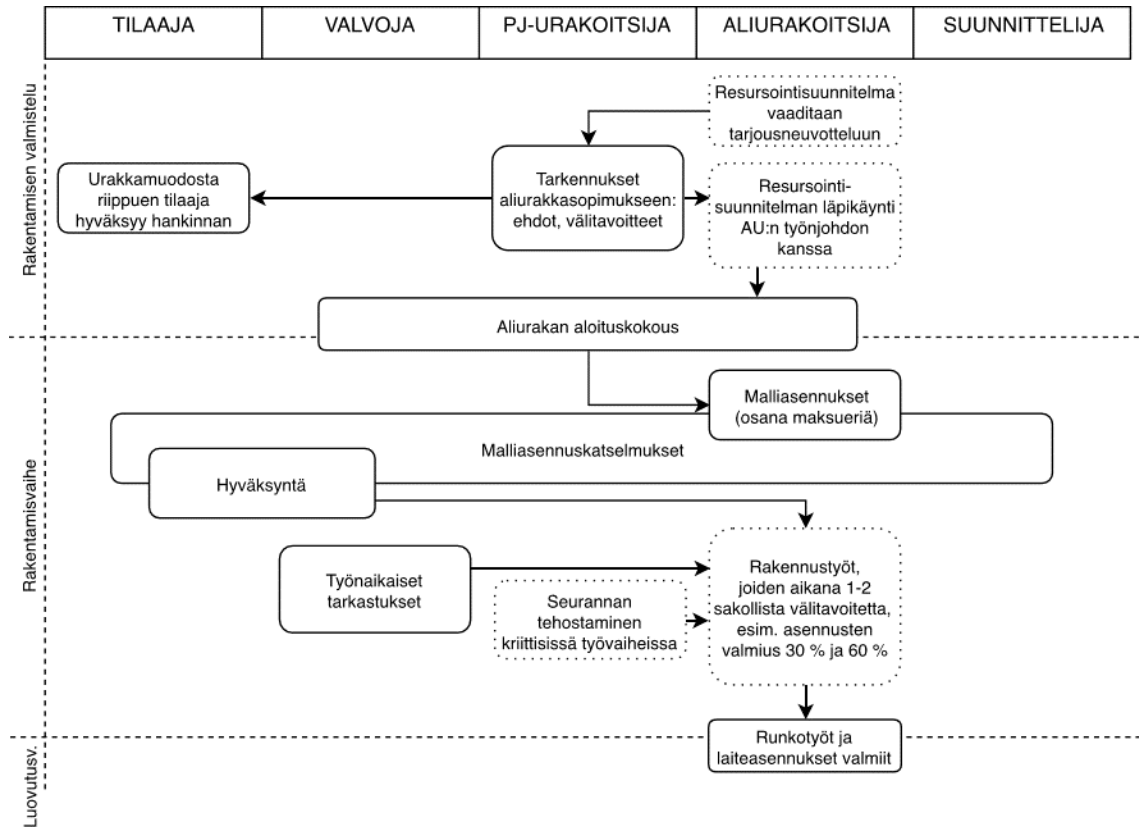 TILAAJA
VALVOJA
PJ-URAKOITSIJA
ALIURAKOITSIJA
SUUNNITTELIJA
Rakentamisen valmistelu
Resursointisuunnitelma
vaaditaan
tarjousneuvotteluun
Urakkamuodosta
riippuen tilaaja
hyväksyy hankinnan
Tarkennukset
aliurakkasopimukseen:
ehdot, välitavoitteet
Resursointi-
suunnitelman läpikäynti
AU:n työnjohdon
kanssa
Aliurakan aloituskokous
Rakentamisvaihe
Malliasennukset
(osana maksueriä)
Malliasennuskatselmukset
Hyväksyntä
Työnaikaiset
tarkastukset
Seurannan
tehostaminen
kriittisissä työvaiheissa
Rakennustyöt,
joiden aikana 1-2
sakollista välitavoitetta,
esim. asennusten
valmius 30 % ja 60 %
Luovutusv.
Runkotyöt ja
laiteasennukset valmiit